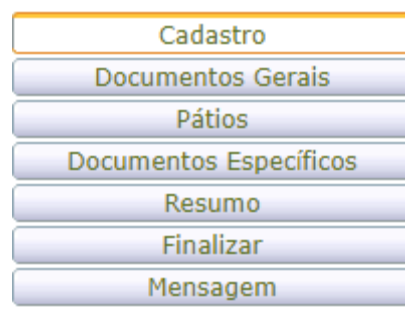 Cadastro
Documentos Gerais
Pátios
Documentos Específicos
Resumo
Finalizar
Mensagem